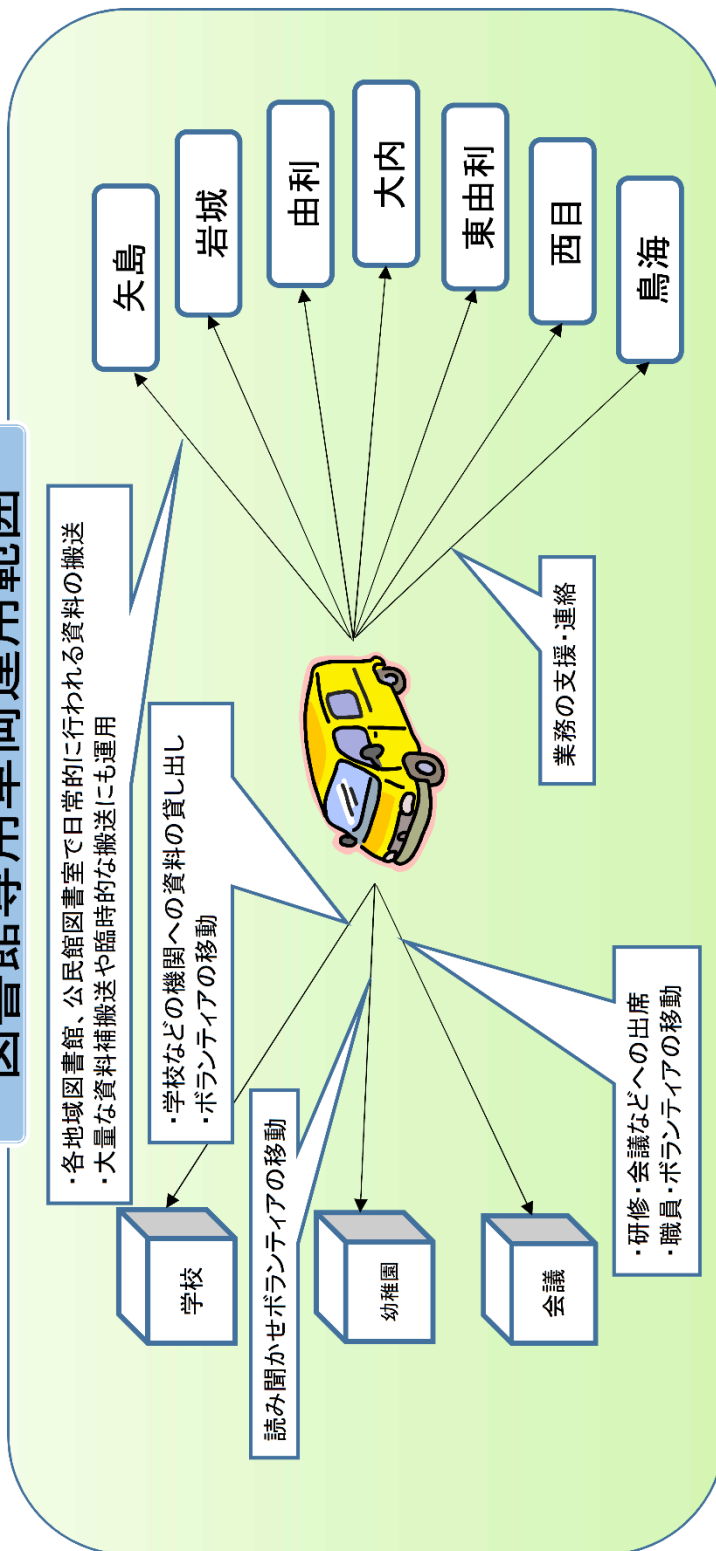 図書館専用車両運用範囲
・各地域図書館、公民館図書室で日常的に行われる資料の搬送
・大量な資料補搬送や臨時的な搬送にも運用
・学校などの機関への資料の貸し出し
・ボランティアの移動
読み聞かせボランティアの移動
学校
幼稚園
会議
・研修・会議などへの出席
・職員・ボランティアの移動
業務の支援・連絡
矢島
岩城
由利
大内
東由利
西目
鳥海